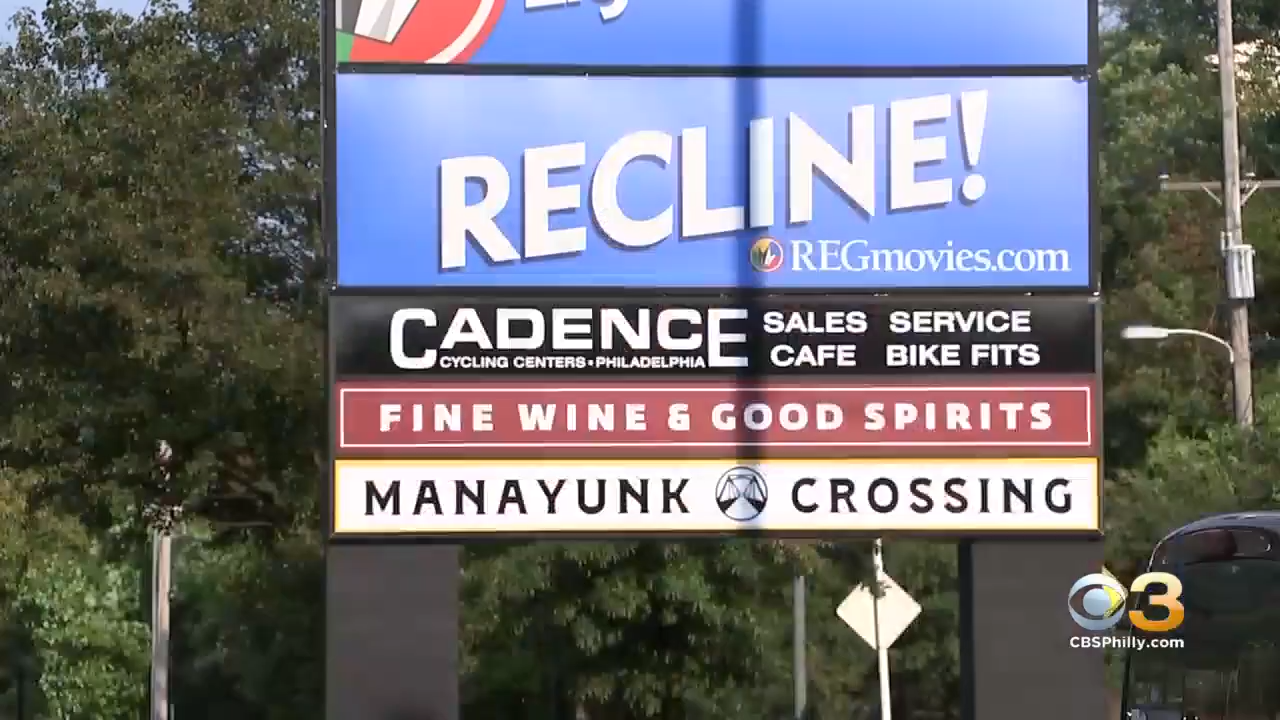 RECLINE!
REGmovies.com
CADENCE SALES SERVICE
CYCLING CENTERS•PHILADELPHIA CAFE BIKE FITS
FINE WINE & GOOD SPIRITS
MANAYUNK CROSSING
3
CBSPhilly.com